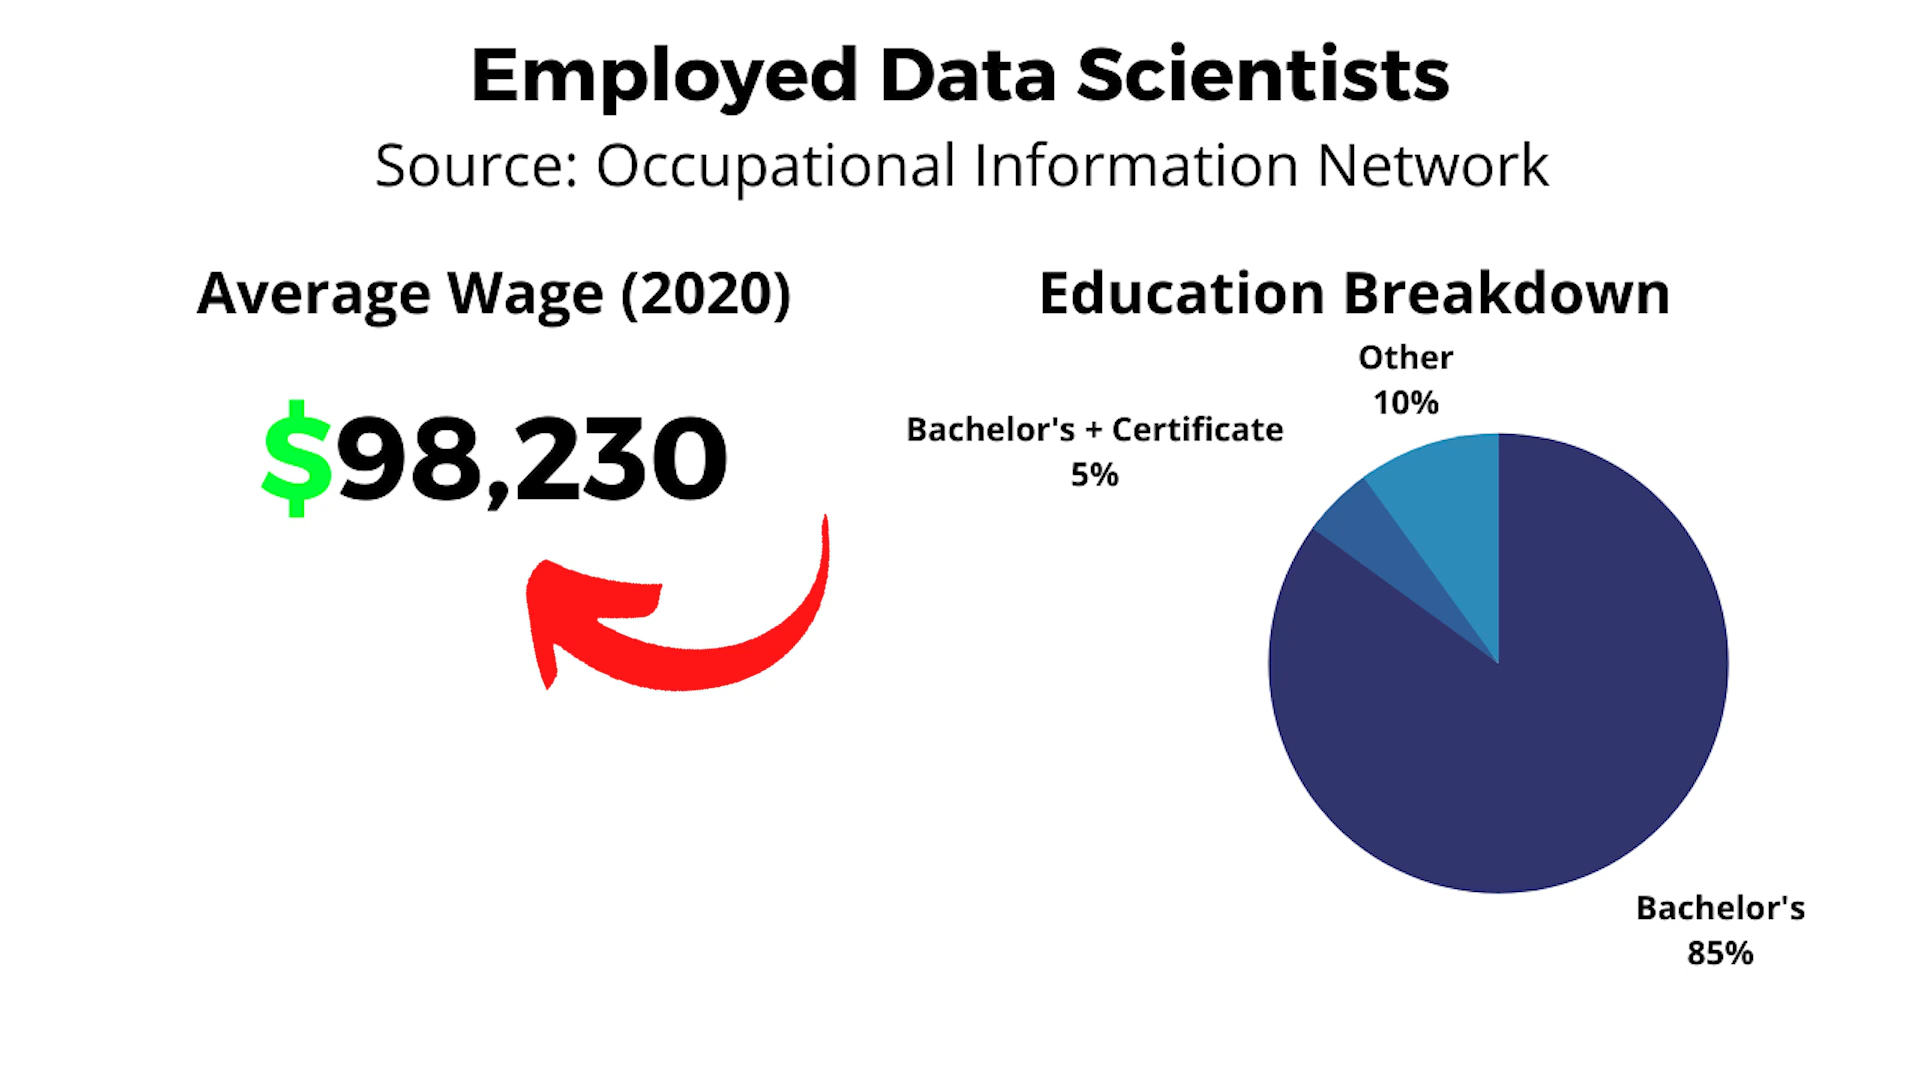 Employed Data Scientists
Source: Occupational Information Network
Average Wage (2020)
$98,230
Education Breakdown
Other
10%
Bachelor's + Certificate
5%
Bachelor's
85%